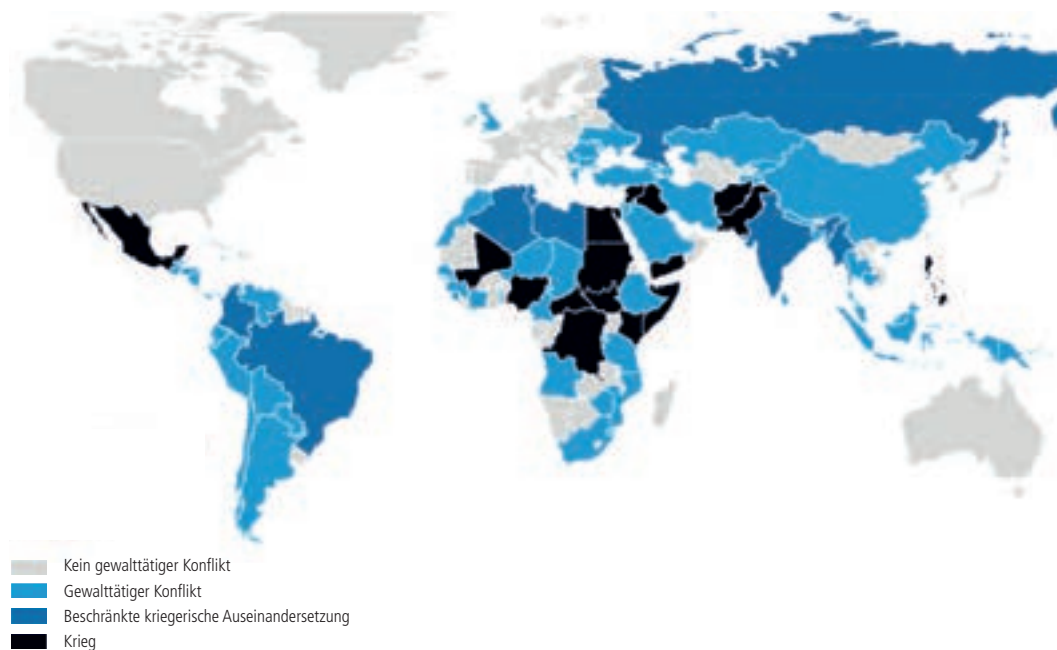 Kein gewalttätiger Konflikt
Gewalttätiger Konflikt
Beschränkte kriegerische Auseinandersetzung
Krieg